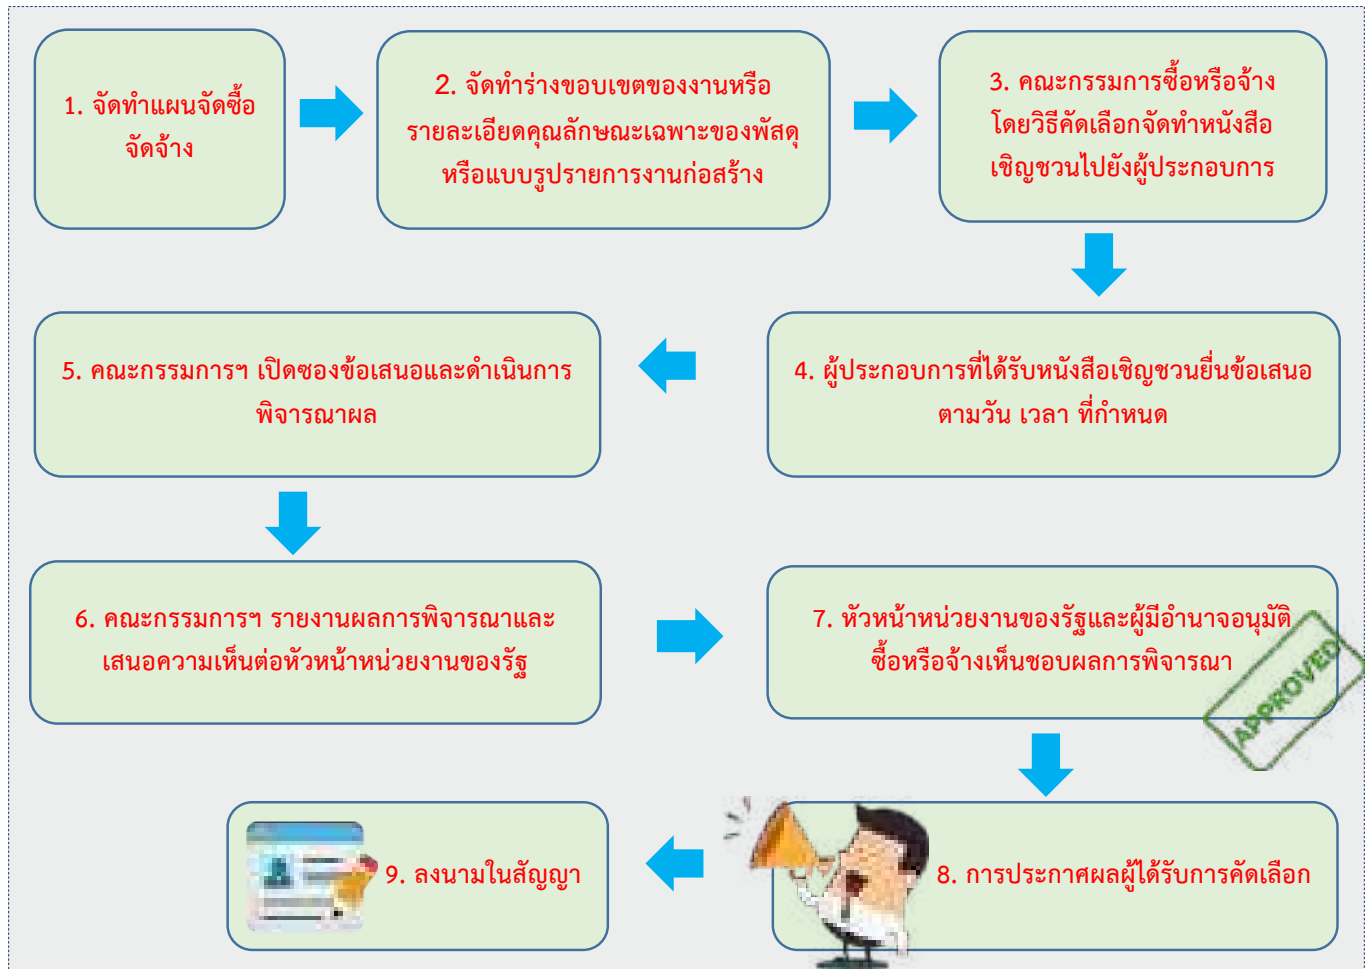 1. จัดทำแผนจัดซื้อ
จัดจ้าง
2. จัดทำร่างขอบเขตของงานหรือ
รายละเอียดคุณลักษณะเฉพาะของพัสดุ
หรือแบบรูปรายการงานก่อสร้าง
3. คณะกรรมการซื้อหรือจ้าง
โดยวิธีคัดเลือกจัดทำหนังสือ
เชิญชวนไปยังผู้ประกอบการ
4. ผู้ประกอบการที่ได้รับหนังสือเชิญชวนยื่นข้อเสนอ
ตามวัน เวลา ที่กำหนด
5. คณะกรรมการฯ เปิดซองข้อเสนอและดำเนินการ
พิจารณาผล
6. คณะกรรมการฯ รายงานผลการพิจารณาและ
เสนอความเห็นต่อหัวหน้าหน่วยงานของรัฐ
7. หัวหน้าหน่วยงานของรัฐและผู้มีอำนาจอนุมัติ
ซื้อหรือจ้างเห็นชอบผลการพิจารณา
APPROVED
8. การประกาศผลผู้ได้รับการคัดเลือก
9. ลงนามในสัญญา